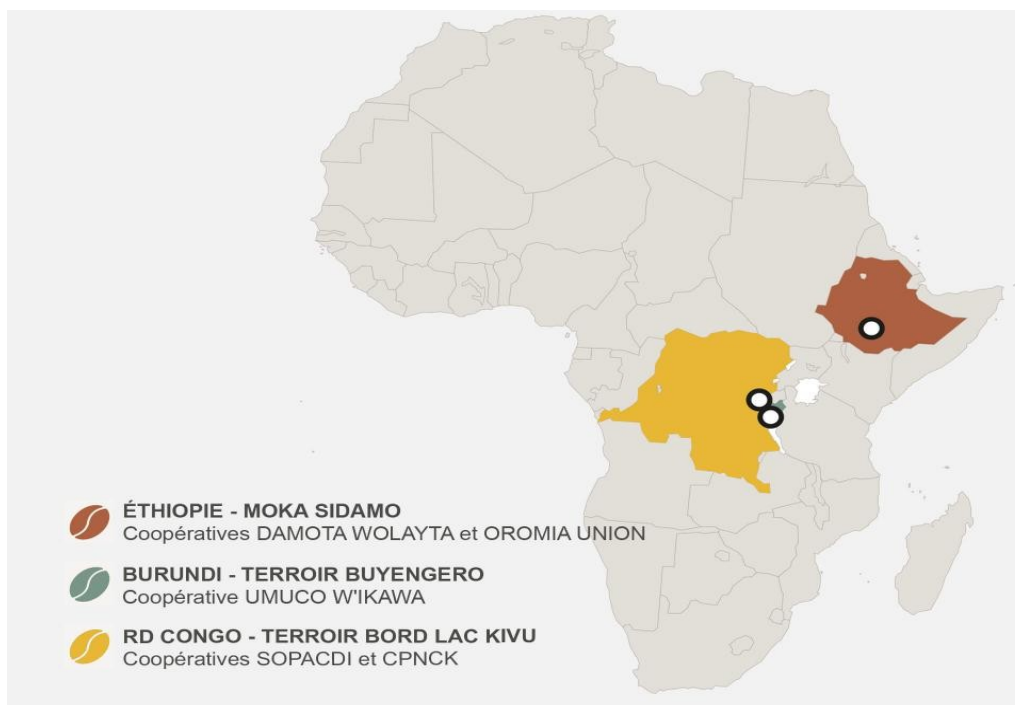 ÉTHIOPIE - MOKA SIDAMO
Coopératives DAMOTA WOLAYTA et OROMIA UNION
BURUNDI - TERROIR BUYENGERO
Coopérative UMUCO W'IKAWA
RD CONGO - TERROIR BORD LAC KIVU
Coopératives SOPACDI et CPNCK